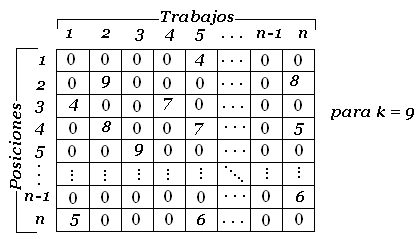 Trabajos
1 2 3 4 5 ... n-1 n
Posiciones
1 0 0 0 0 4 ... 0 0
2 0 9 0 0 0 ... 0 8
3 4 0 0 7 0 ... 0 0
4 0 8 0 0 7 ... 0 5
5 0 0 9 0 0 ... 0 0
⋮ ⋮ ⋮ ⋮ ⋮ ⋮ ⋱ ⋮ ⋮
n-1 0 0 0 0 0 ... 0 6
n 5 0 0 0 6 ... 0 0
para k = 9